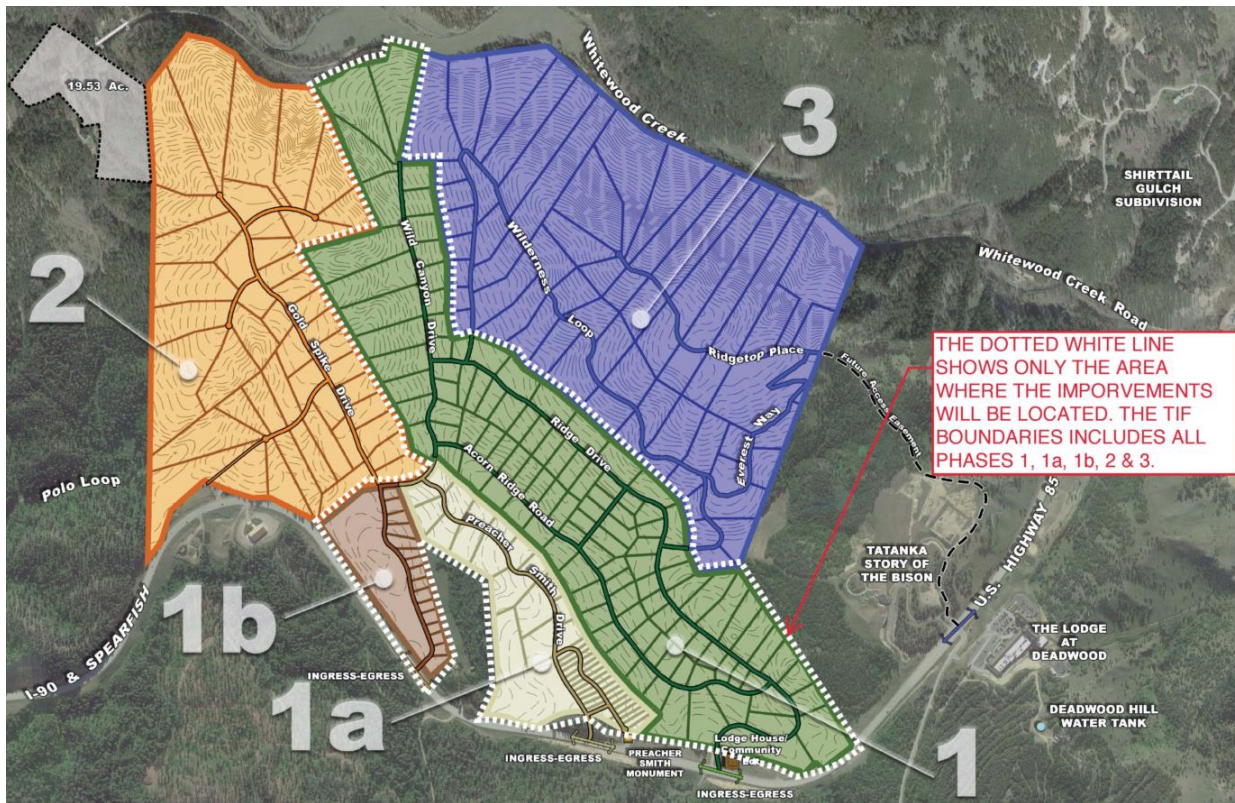 19.53 Ac.
Whitewood Creek
3
SHIRTTAIL
GULCH
SUBDIVISION
Whitewood Creek Road
2
Wild Canyon Drive
Wilderness
Loop
Gold Spike Drive
Ridgetop Place
Future Access Easement
THE DOTTED WHITE LINE
SHOWS ONLY THE AREA
WHERE THE IMPORVEMENTS
WILL BE LOCATED. THE TIF
BOUNDARIES INCLUDES ALL
PHASES 1, 1a, 1b, 2 & 3.
Everest Way
Ridge Drive
Acorn Ridge Road
Polo Loop
Preacher Smith Drive
I-90 & SPEARFISH
1b
TATANKA
STORY OF
THE BISON
U.S. HIGHWAY 85
THE LODGE
AT
DEADWOOD
INGRESS-EGRESS
1a
DEADWOOD HILL
WATER TANK
Lodge House/
Community
INGRESS-EGRESS
PREACHER
SMITH
MONUMENT
1
INGRESS-EGRESS